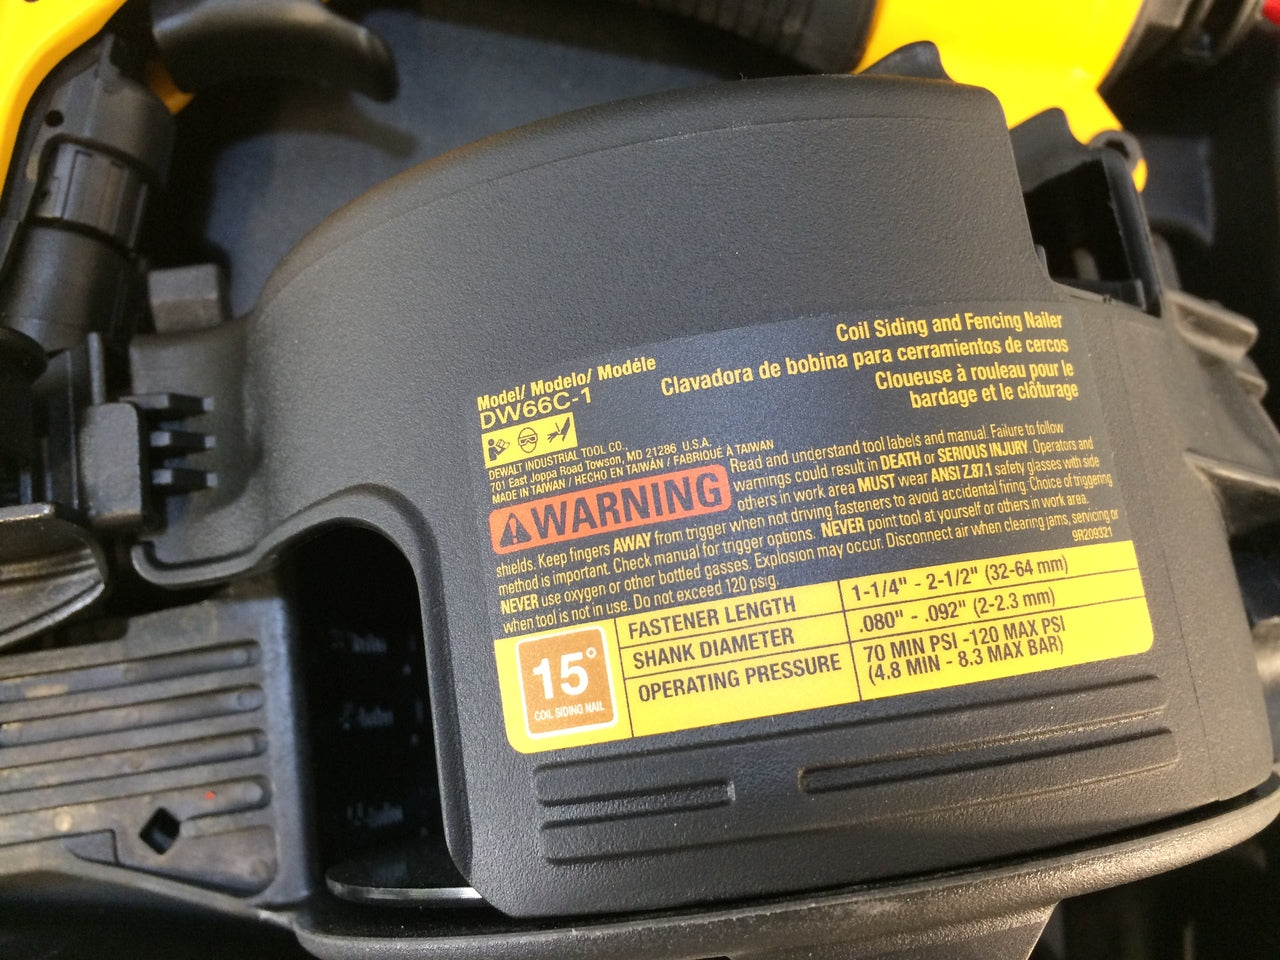 Coil Siding and Fencing Nailer
Clavadora de bobina para cerramientos de cercos
Cloueuse à rouleau pour le
bardage et le clôturage
Model/ Modelo/ Modéle
DW66C-1
DEWALT INDUSTRIAL TOOL CO.,
701 East Joppa Road Towson, MD 21286 U.S.A.
MADE IN TAIWAN / HECHO EN TAIWÁN / FABRIQUÉ À TAIWAN
WARNING
Read and understand tool labels and manual. Failure to follow
warnings could result in DEATH or SERIOUS INJURY. Operators and
others in work area MUST wear ANSI Z.87.1 safety glasses with side
shields. Keep fingers AWAY from trigger when not driving fasteners to avoid accidental firing. Choice of triggering
method is important. Check manual for trigger options. NEVER point tool at yourself or others in work area.
NEVER use oxygen or other bottled gasses. Explosion may occur. Disconnect air when clearing jams, servicing or
when tool is not in use. Do not exceed 120 psig.
9R209321
15°
COIL SIDING NAIL
FASTENER LENGTH 1-1/4" - 2-1/2" (32-64 mm)
SHANK DIAMETER .080" - .092" (2-2.3 mm)
OPERATING PRESSURE 70 MIN PSI -120 MAX PSI
(4.8 MIN - 8.3 MAX BAR)